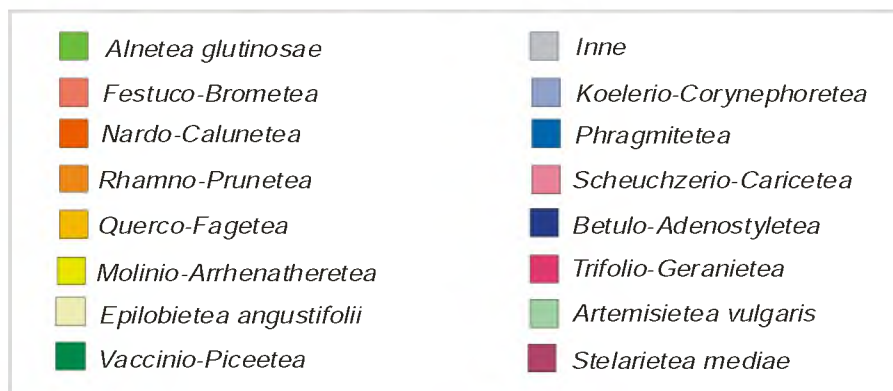 Alnetea glutinosae
Festuco-Brometea
Nardo-Calunetea
Rhamno-Prunetea
Querco-Fagetea
Molinio-Arrhenatheretea
Epilobietea angustifolii
Vaccinio-Piceetea
Inne
Koelerio-Corynephoretea
Phragmitetea
Scheuchzerio-Caricetea
Betulo-Adenostyletea
Trifolio-Geranietea
Artemisietea vulgaris
Stelarietea mediae